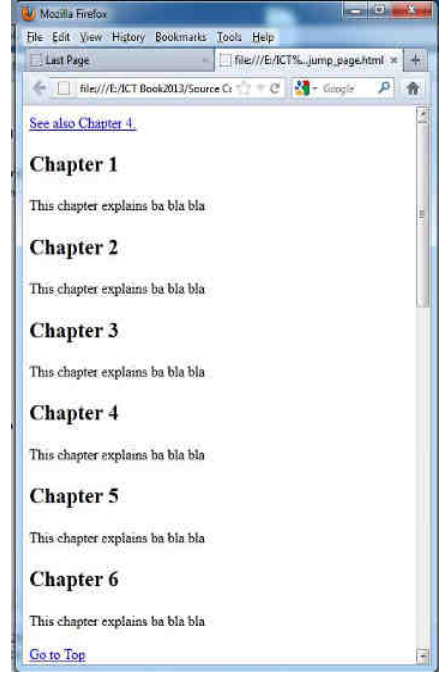 Mozilla Firefox
File Edit View History Bookmarks Tools Help
Last Page file:///E:/ICT%...jump_page.html × +
file:///E:/ICT Book2013/Source Co Google
See also Chapter 4.
Chapter 1
This chapter explains ba bla bla
Chapter 2
This chapter explains ba bla bla
Chapter 3
This chapter explains ba bla bla
Chapter 4
This chapter explains ba bla bla
Chapter 5
This chapter explains ba bla bla
Chapter 6
This chapter explains ba bla bla
Go to Top